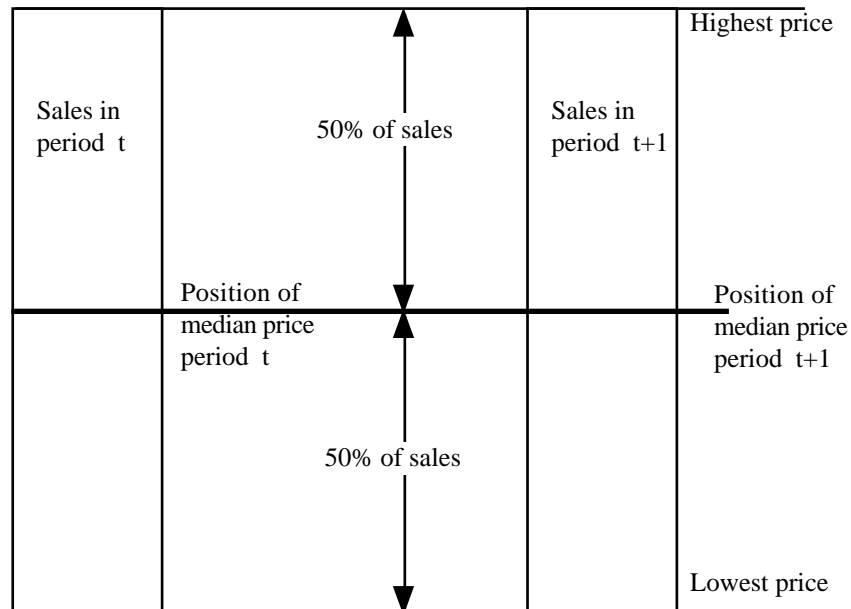 Highest price
Sales in
period t
50% of sales
Sales in
period t+1
Position of
median price
period t
Position of
median price
period t+1
50% of sales
Lowest price